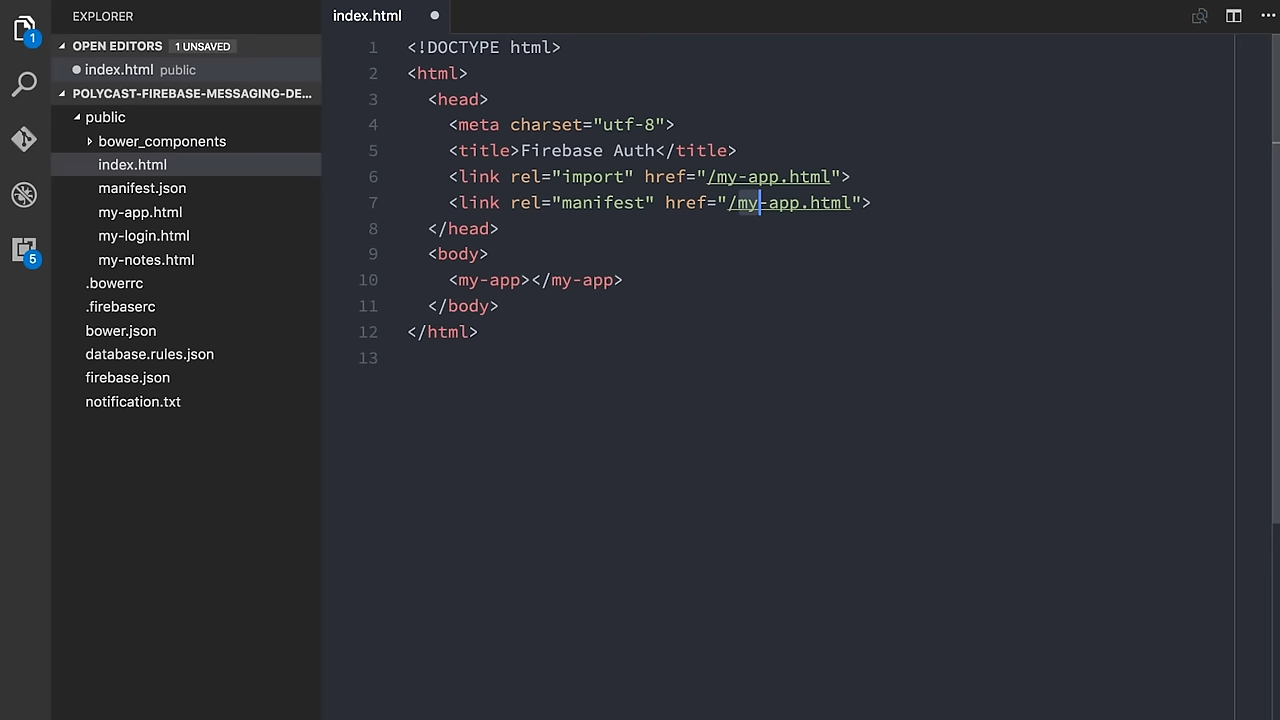 EXPLORER
OPEN EDITORS 1 UNSAVED
index.html public
POLYCAST-FIREBASE-MESSAGING-DE...
public
bower_components
index.html
manifest.json
my-app.html
my-login.html
my-notes.html
.bowerrc
.firebaserc
bower.json
database.rules.json
firebase.json
notification.txt
1
5
index.html
1 <!DOCTYPE html>
2 <html>
3 <head>
4 <meta charset="utf-8">
5 <title>Firebase Auth</title>
6 <link rel="import" href="/my-app.html">
7 <link rel="manifest" href="/my-app.html">
8 </head>
9 <body>
10 <my-app></my-app>
11 </body>
12 </html>
13